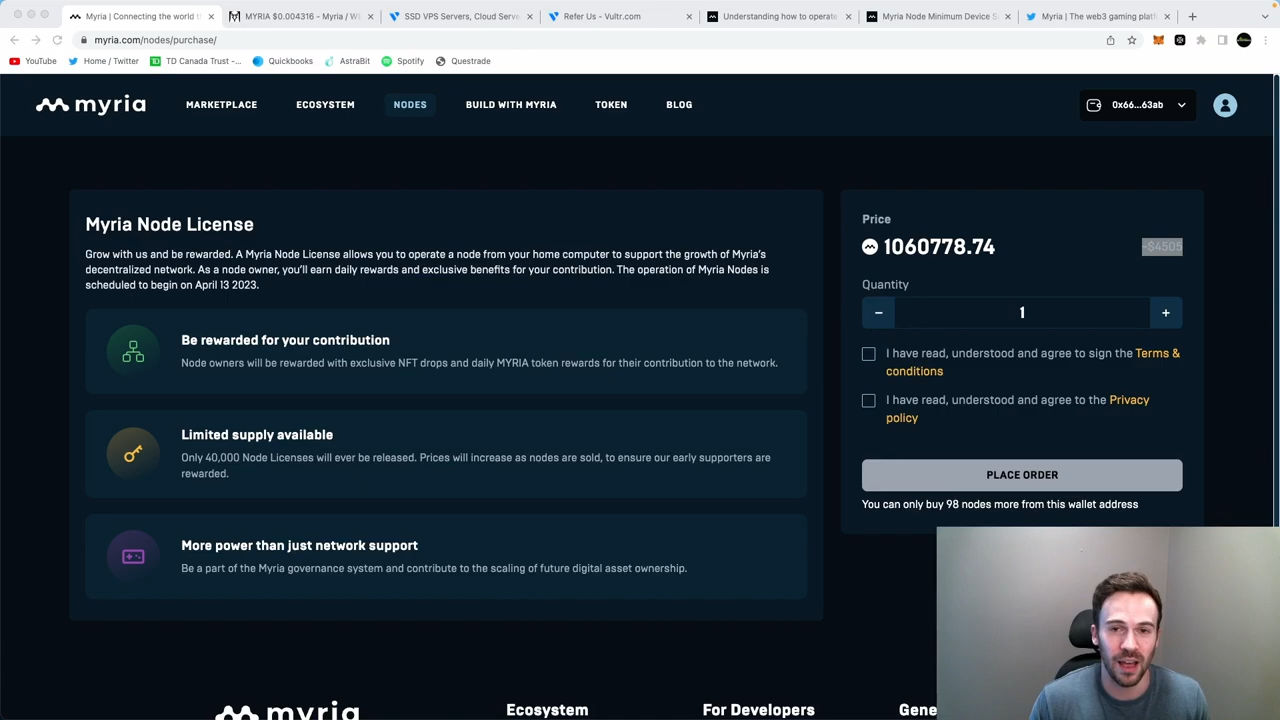 Myria | Connecting the world t
MYRIA $0.004316 - Myria / W
SSD VPS Servers, Cloud Serve
Refer Us - Vultr.com
Understanding how to operate
Myria Node Minimum Device S
Myria | The web3 gaming platf
myria.com/nodes/purchase/
YouTube
Home / Twitter
TD Canada Trust -...
Quickbooks
AstraBit
Spotify
Questrade
myria
MARKETPLACE
ECOSYSTEM
NODES
BUILD WITH MYRIA
TOKEN
BLOG
0x66...63ab
Myria Node License
Grow with us and be rewarded. A Myria Node License allows you to operate a node from your home computer to support the growth of Myria's
decentralized network. As a node owner, you'll earn daily rewards and exclusive benefits for your contribution. The operation of Myria Nodes is
scheduled to begin on April 13 2023.
Be rewarded for your contribution
Node owners will be rewarded with exclusive NFT drops and daily MYRIA token rewards for their contribution to the network.
Limited supply available
Only 40,000 Node Licenses will ever be released. Prices will increase as nodes are sold, to ensure our early supporters are
rewarded.
More power than just network support
Be a part of the Myria governance system and contribute to the scaling of future digital asset ownership.
Price
1060778.74
~$4505
Quantity
- 1 +
I have read, understood and agree to sign the Terms &
conditions
I have read, understood and agree to the Privacy
policy
PLACE ORDER
You can only buy 98 nodes more from this wallet address
myria
Ecosystem
For Developers
Gene